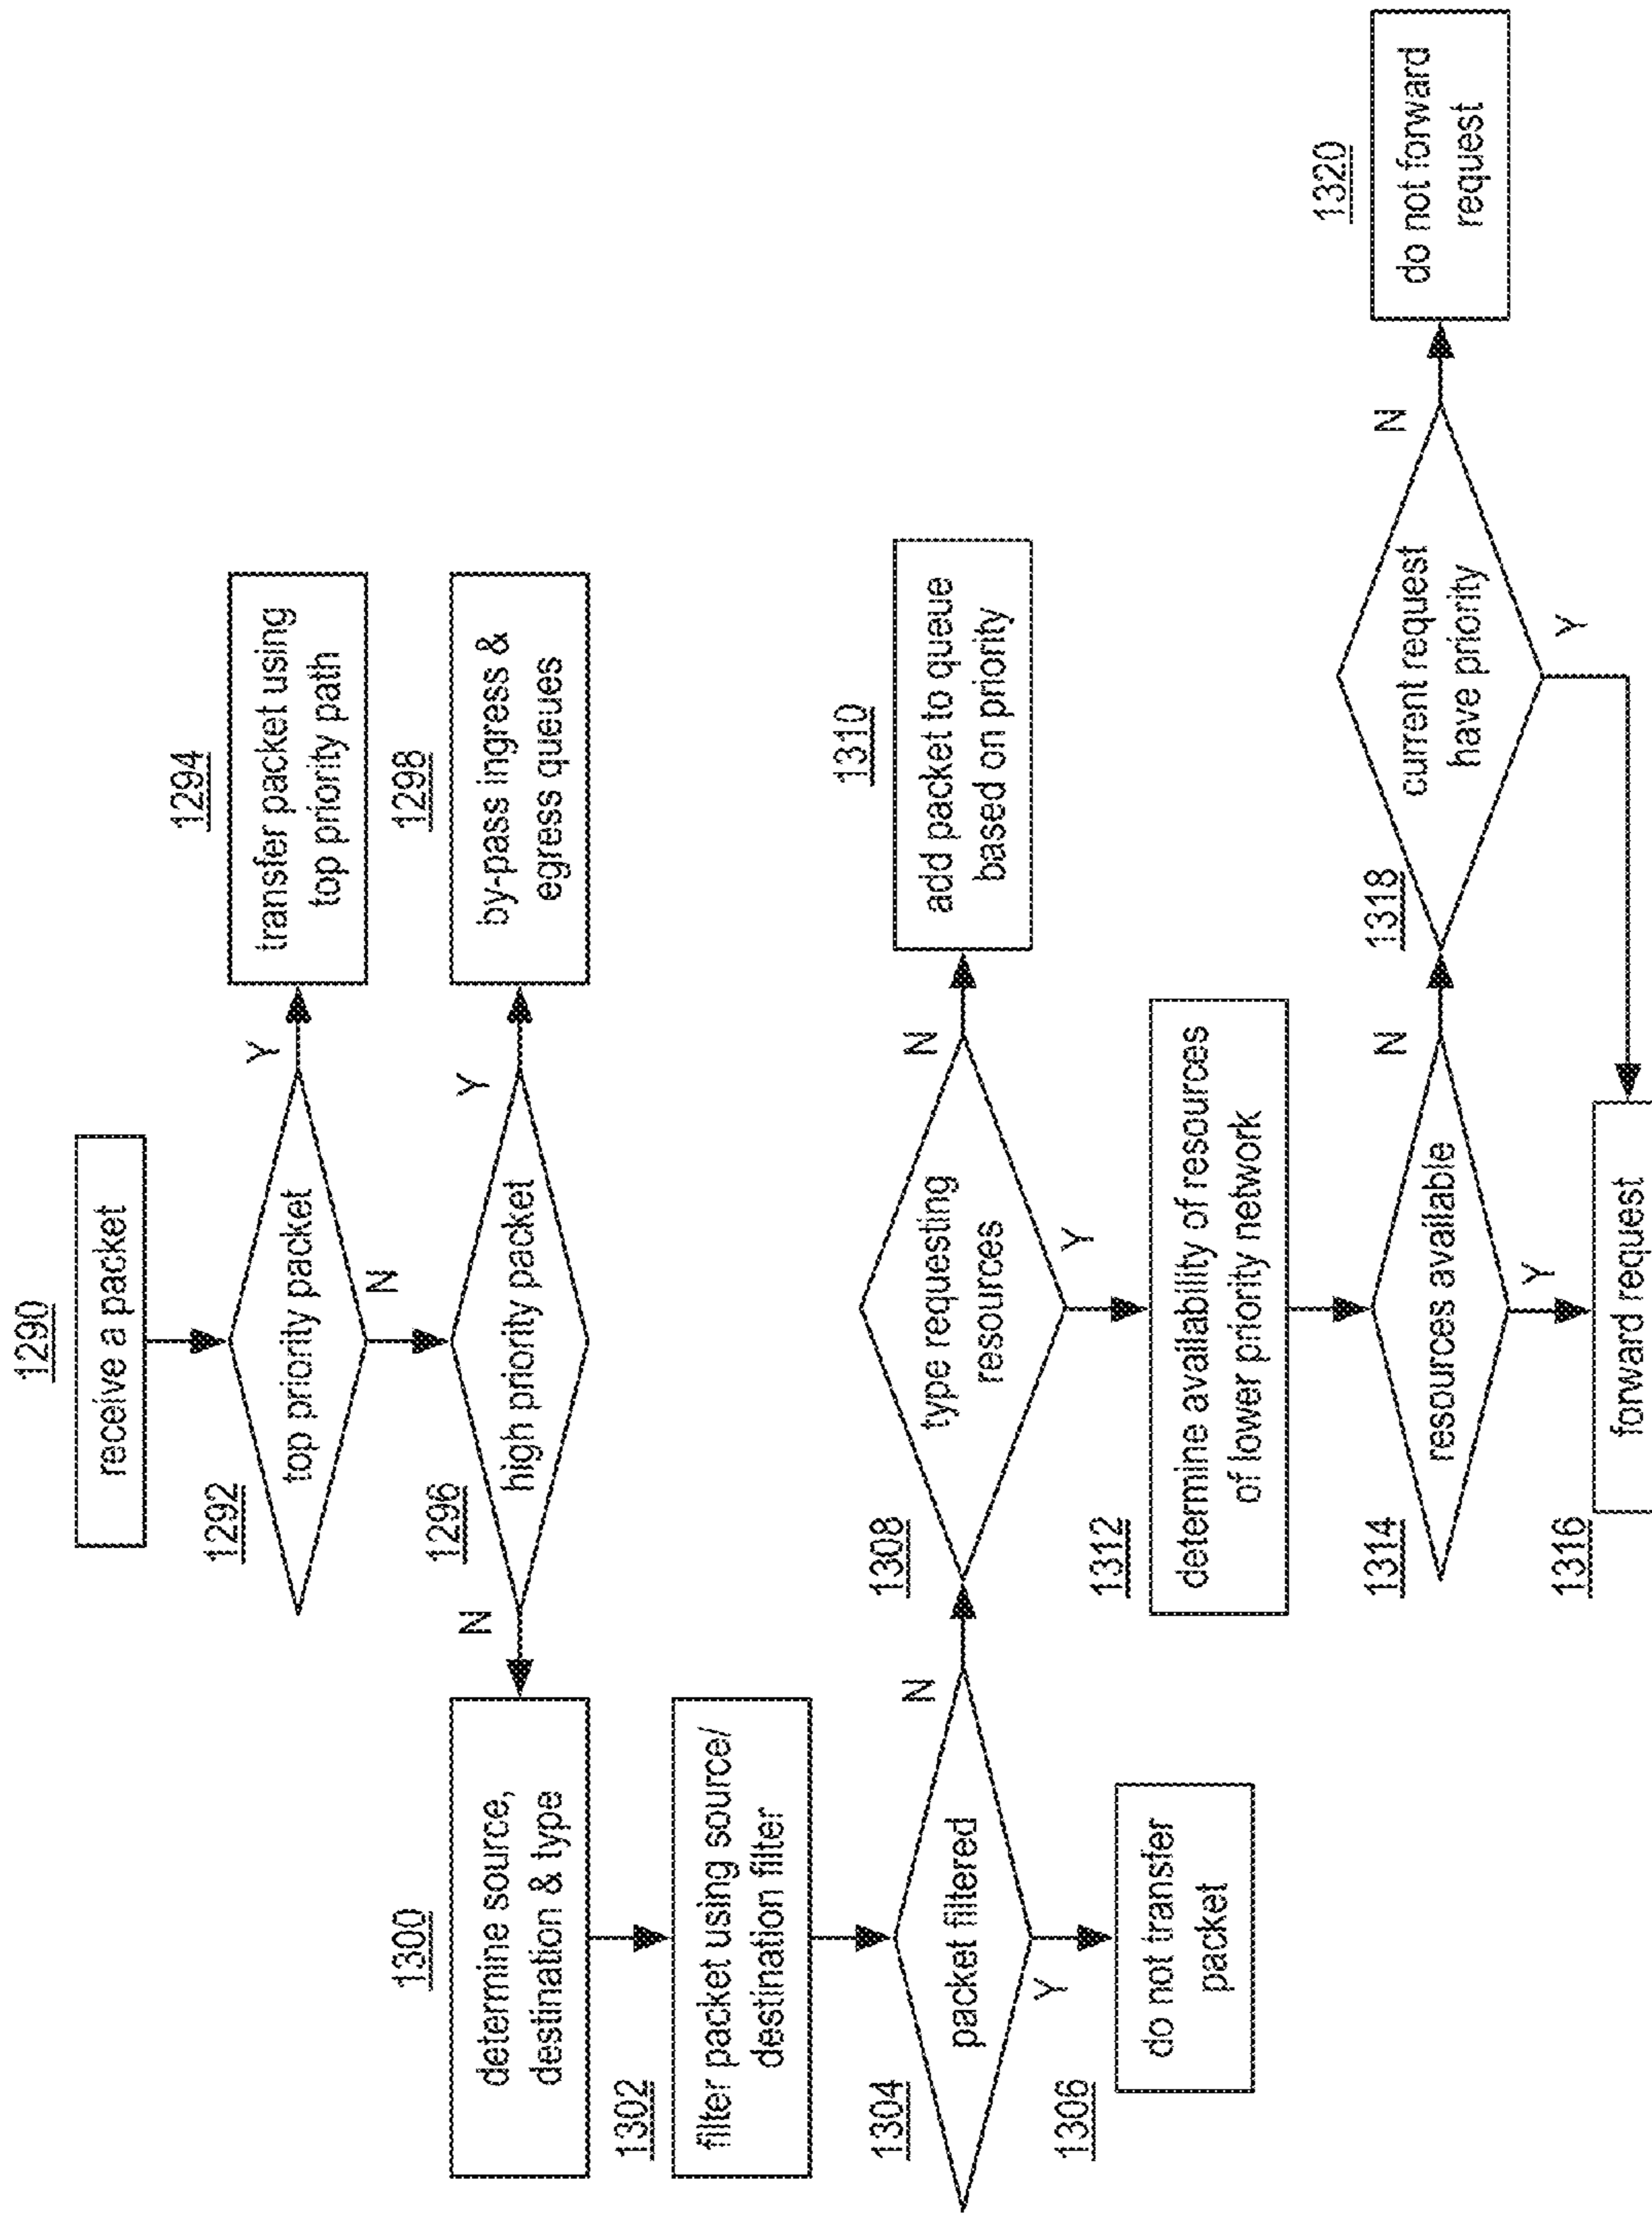 1290
receive a packet
1292
top priority packet
Y
1294
transfer packet using
top priority path
N
1296
high priority packet
Y
1298
by-pass ingress &
egress queues
N
1300
determine source,
destination & type
1302
filter packet using source/
destination filter
1304
packet filtered
Y
1306
do not transfer
packet
N
1308
type requesting
resources
N
1310
add packet to queue
based on priority
Y
1312
determine availability of resources
of lower priority network
1314
resources available
Y
1316
forward request
N
1318
current request
have priority
Y
N
1320
do not forward
request